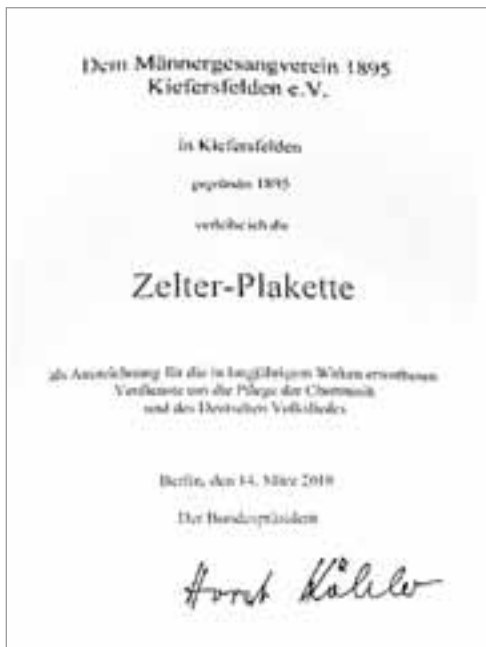 Dem Männergesangverein 1895
Kiefersfelden e.V.
in Kiefersfelden
gegründet 1895
verleihe ich die
Zelter-Plakette
als Auszeichnung für die in langjährigem Wirken erworbenen
Verdienste um die Pflege der Chormusik
und des Deutschen Volksliedes
Berlin, den 14. März 2010
Der Bundespräsident
Horst Köhler